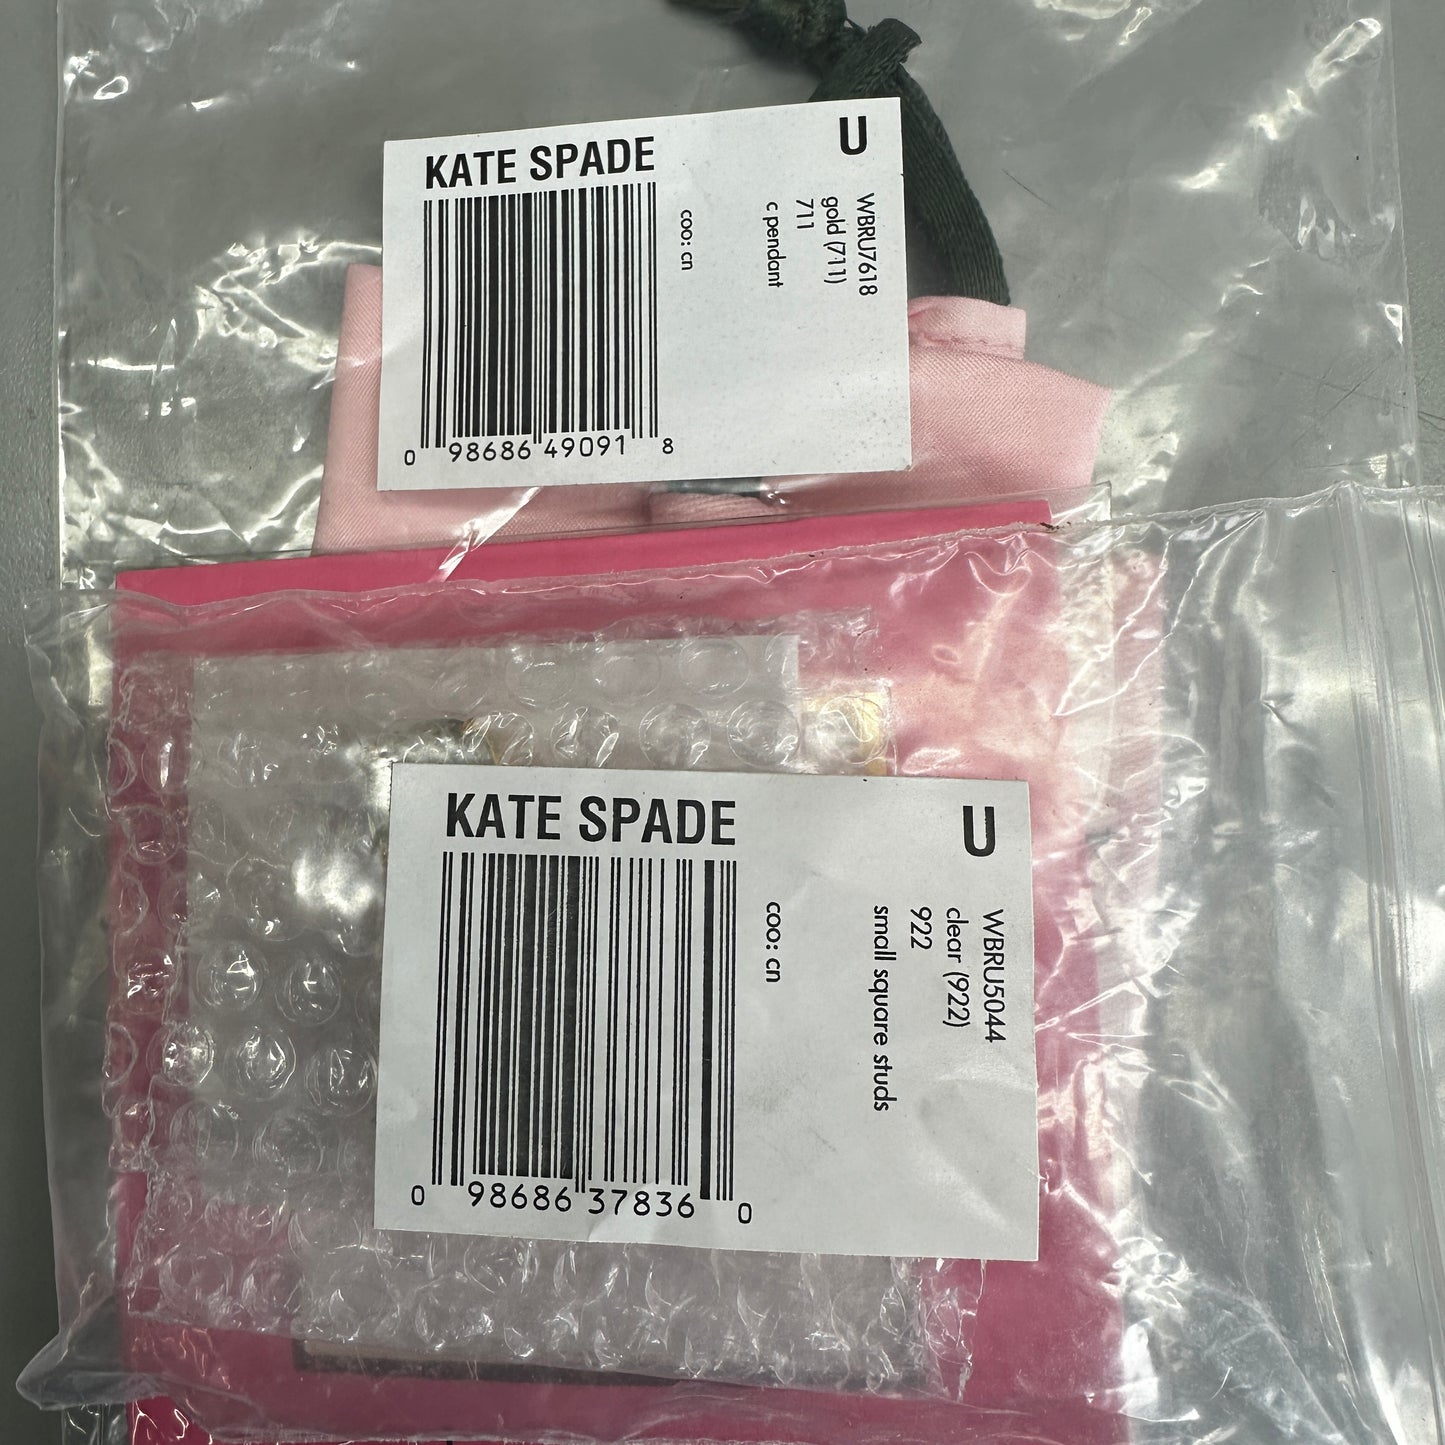 KATE SPADE
U
WBRU7618
gold (711)
711
c pendant
coo: cn
0 98686 49091 8
KATE SPADE
U
WBRU5044
clear (922)
922
small square studs
coo: cn
0 98686 37836 0